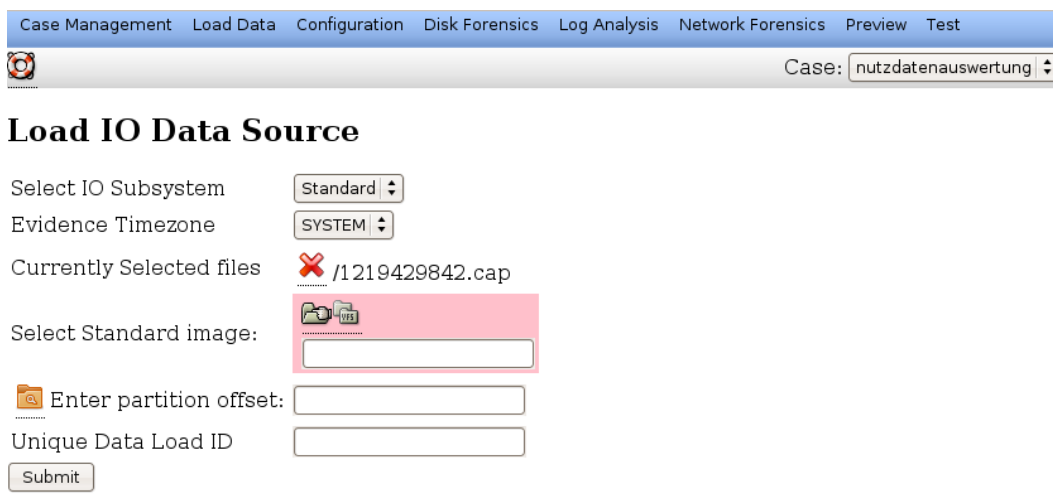 Case Management Load Data Configuration Disk Forensics Log Analysis Network Forensics Preview Test
Case: nutzdatenauswertung
Load IO Data Source
Select IO Subsystem Standard
Evidence Timezone SYSTEM
Currently Selected files /1219429842.cap
VFS
Select Standard image:
Enter partition offset:
Unique Data Load ID
Submit